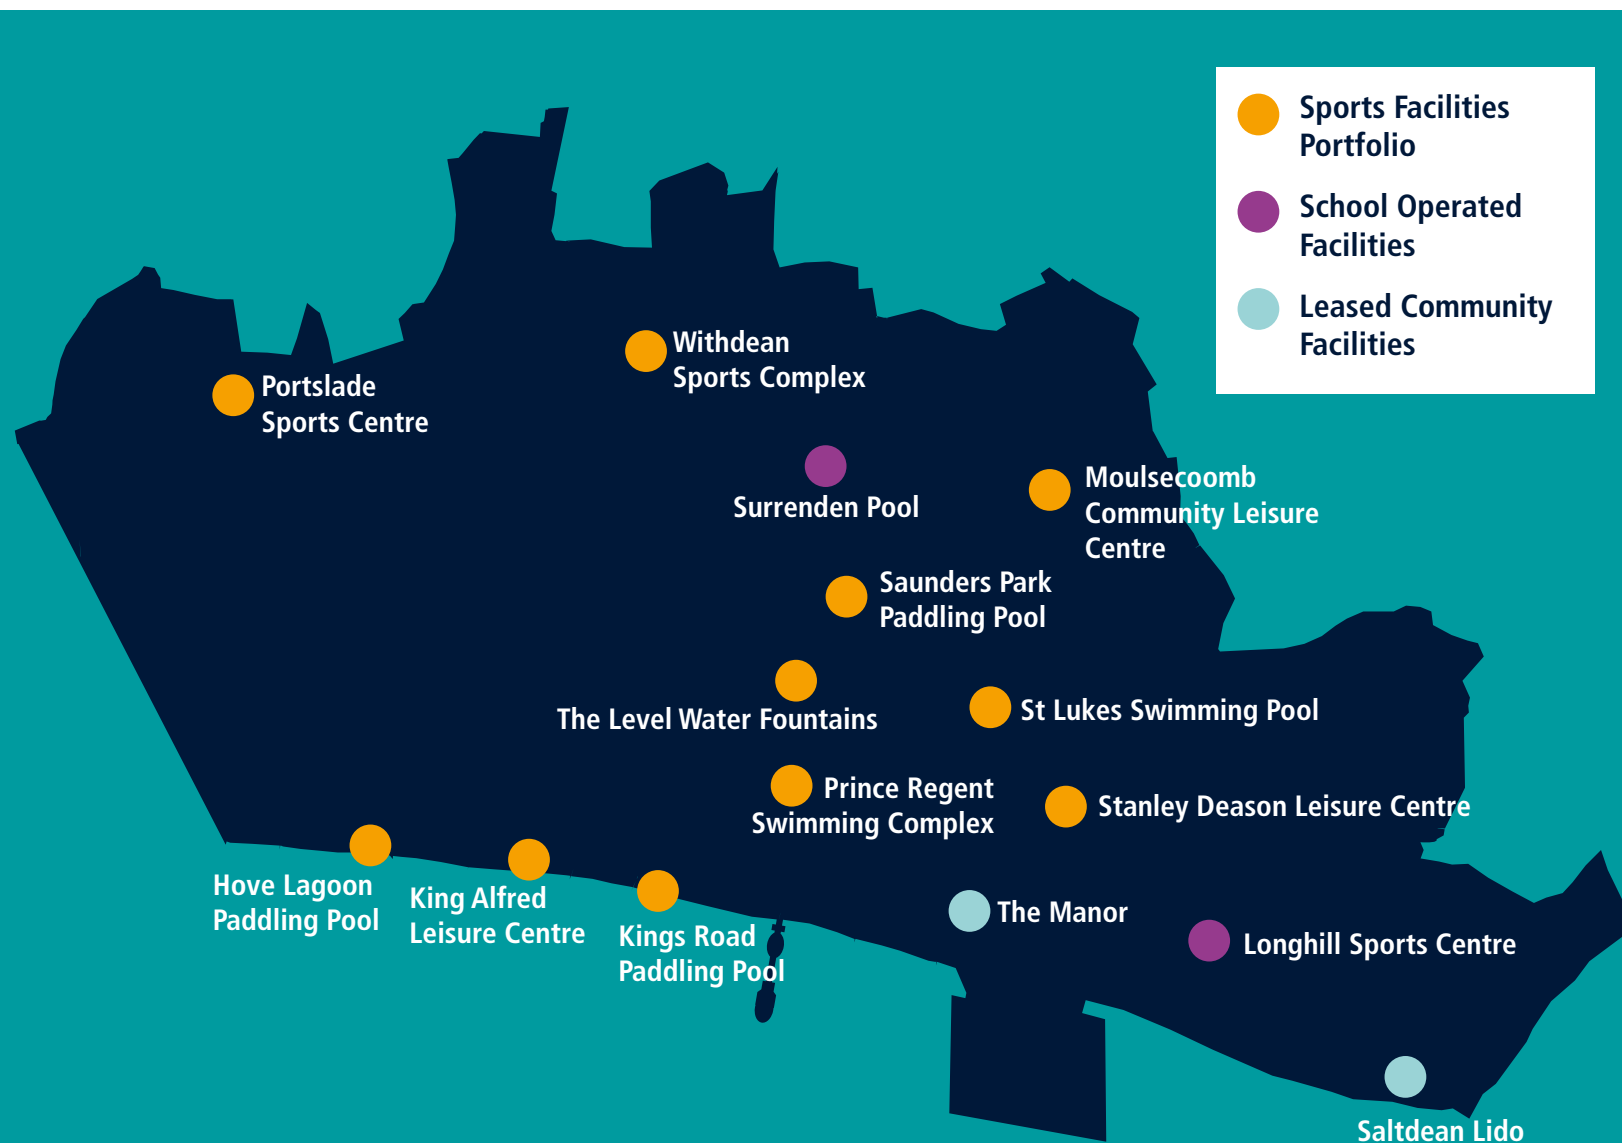 Sports Facilities
Portfolio
School Operated
Facilities
Leased Community
Facilities
Withdean
Sports Complex
Portslade
Sports Centre
Surrenden Pool
Moulsecoomb
Community Leisure
Centre
Saunders Park
Paddling Pool
The Level Water Fountains
St Lukes Swimming Pool
Prince Regent
Swimming Complex
Stanley Deason Leisure Centre
Hove Lagoon
Paddling Pool
King Alfred
Leisure Centre
Kings Road
Paddling Pool
The Manor
Longhill Sports Centre
Saltdean Lido